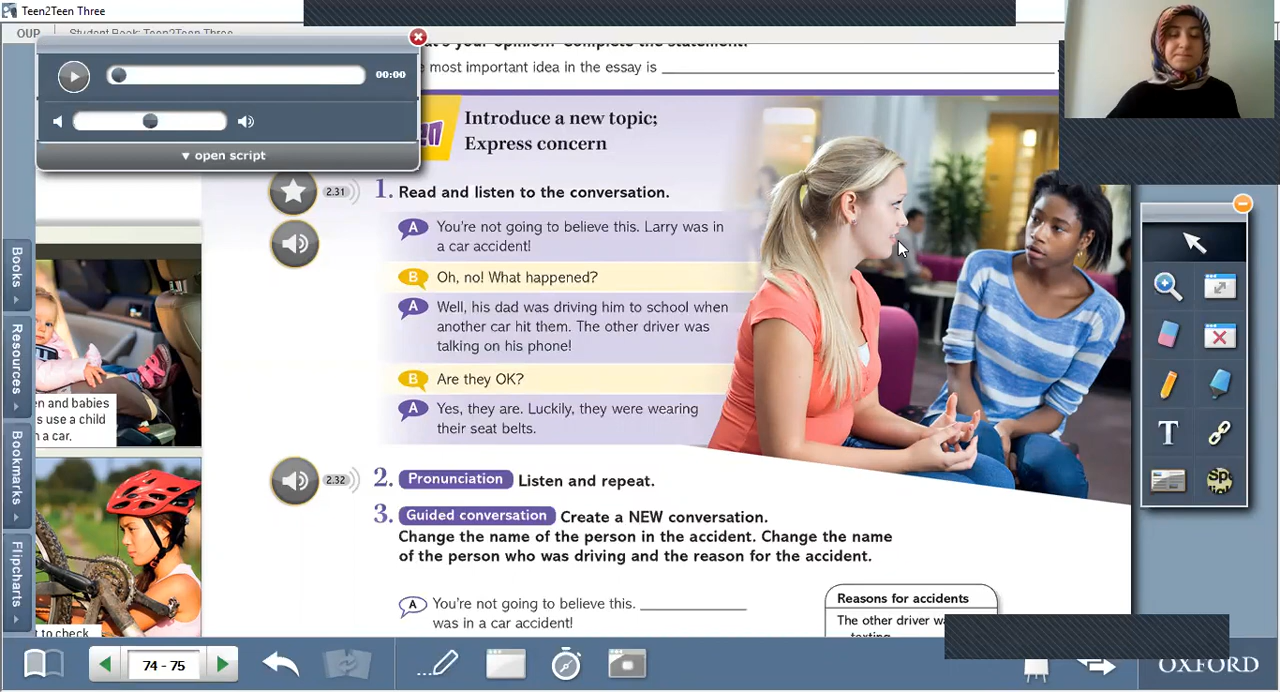 Teen2Teen Three
OUP
Student Book: Teen2Teen Three
00:00
open script
your opinion? Complete the statement.
most important idea in the essay is
Introduce a new topic;
Express concern
2.31
1. Read and listen to the conversation.
A You're not going to believe this. Larry was in
a car accident!
B Oh, no! What happened?
A Well, his dad was driving him to school when
another car hit them. The other driver was
talking on his phone!
B Are they OK?
A Yes, they are. Luckily, they were wearing
their seat belts.
2.32
2. Pronunciation Listen and repeat.
3. Guided conversation Create a NEW conversation.
Change the name of the person in the accident. Change the name
of the person who was driving and the reason for the accident.
A You're not going to believe this.
was in a car accident!
Reasons for accidents
The other driver
texting
en and babies
s use a child
a car.
t to check
Books
Resources
Bookmarks
Flipcharts
T
74 - 75
OXFORD